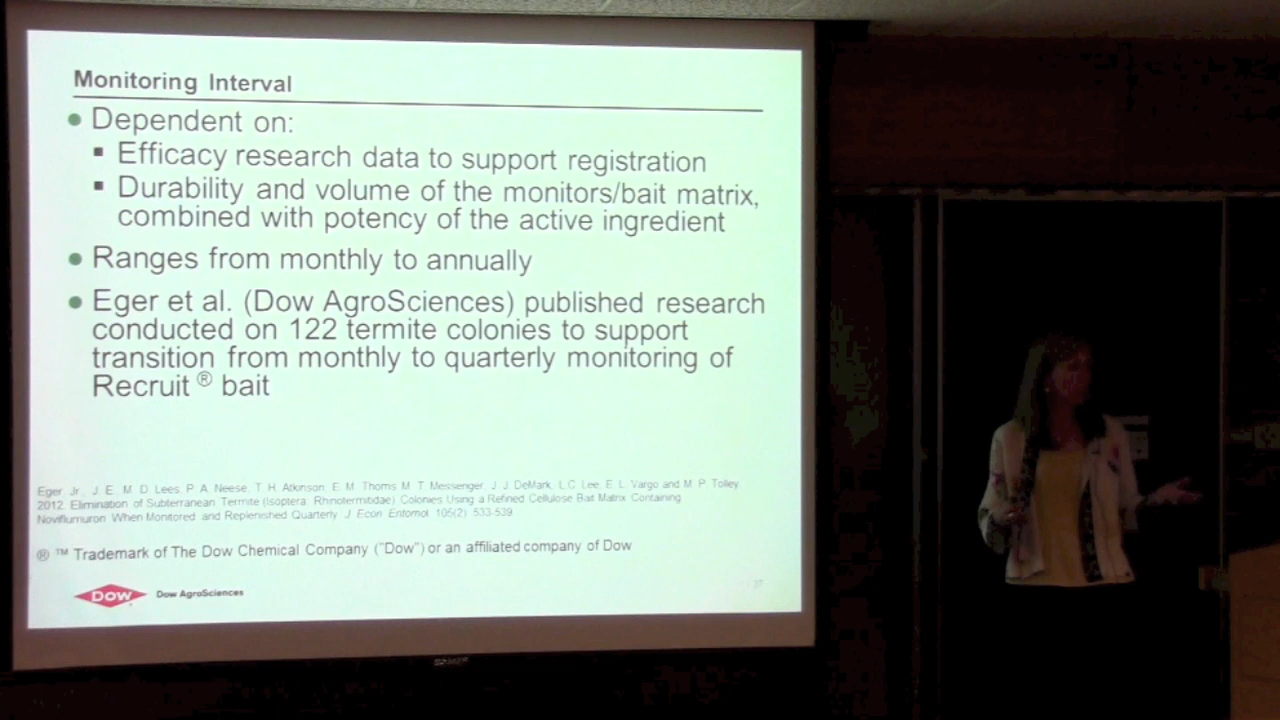 Monitoring Interval
● Dependent on:
▪ Efficacy research data to support registration
▪ Durability and volume of the monitors/bait matrix,
combined with potency of the active ingredient
● Ranges from monthly to annually
● Eger et al. (Dow AgroSciences) published research
conducted on 122 termite colonies to support
transition from monthly to quarterly monitoring of
Recruit ® bait
Eger, Jr., J. E., M. D. Lees, P. A. Neese, T. H. Atkinson, E. M. Thoms, M. T. Messenger, J. J. DeMark, L.C. Lee, E. L. Vargo and M. P. Tolley.
2012. Elimination of Subterranean Termite (Isoptera: Rhinotermitidae) Colonies Using a Refined Cellulose Bait Matrix Containing
Noviflumuron When Monitored and Replenished Quarterly. J. Econ. Entomol. 105(2): 533-539.
® ™ Trademark of The Dow Chemical Company ("Dow") or an affiliated company of Dow
DOW Dow AgroSciences
37